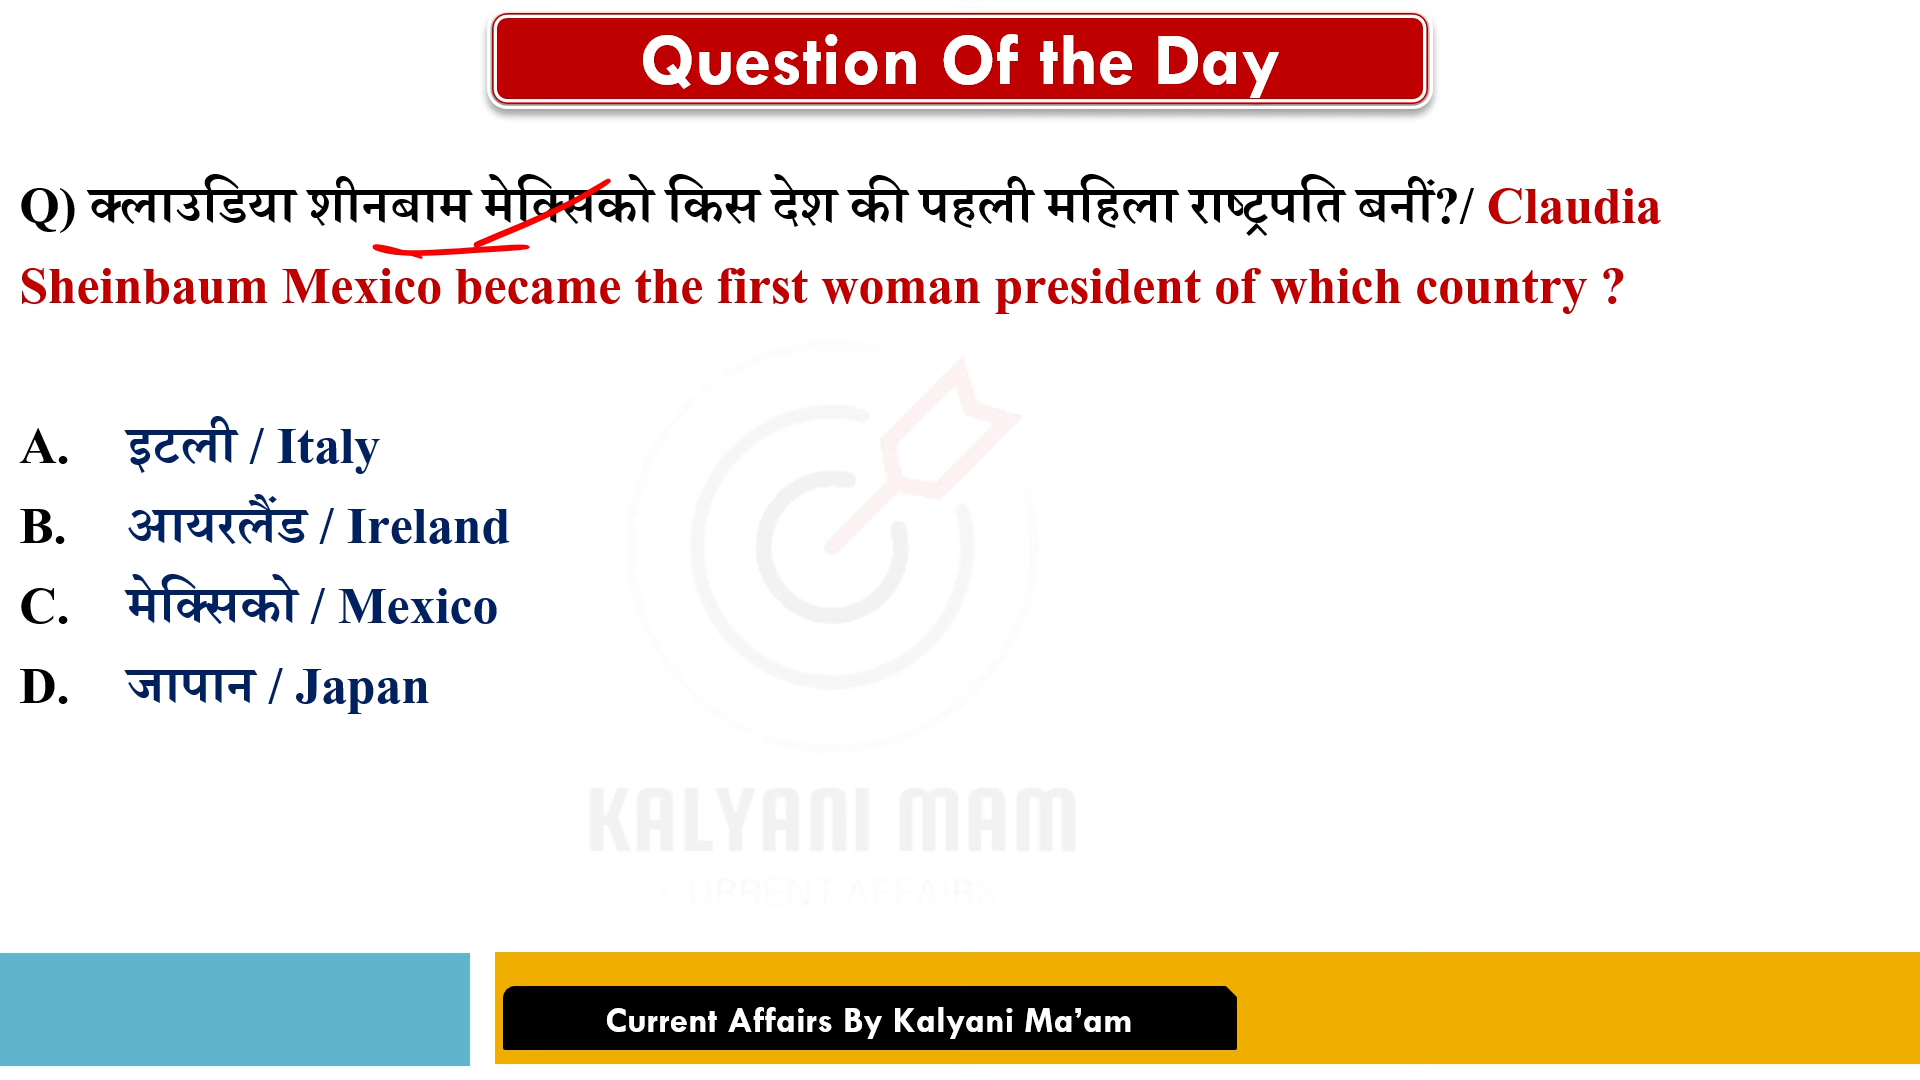 Question Of the Day
Q) क्लाउडिया शीनबाम मेक्सिको किस देश की पहली महिला राष्ट्रपति बनीं?/ Claudia
Sheinbaum Mexico became the first woman president of which country ?
A. इटली / Italy
B. आयरलैंड / Ireland
C. मेक्सिको / Mexico
D. जापान / Japan
KALYANI MAM
CURRENT AFFAIRS
Current Affairs By Kalyani Ma’am